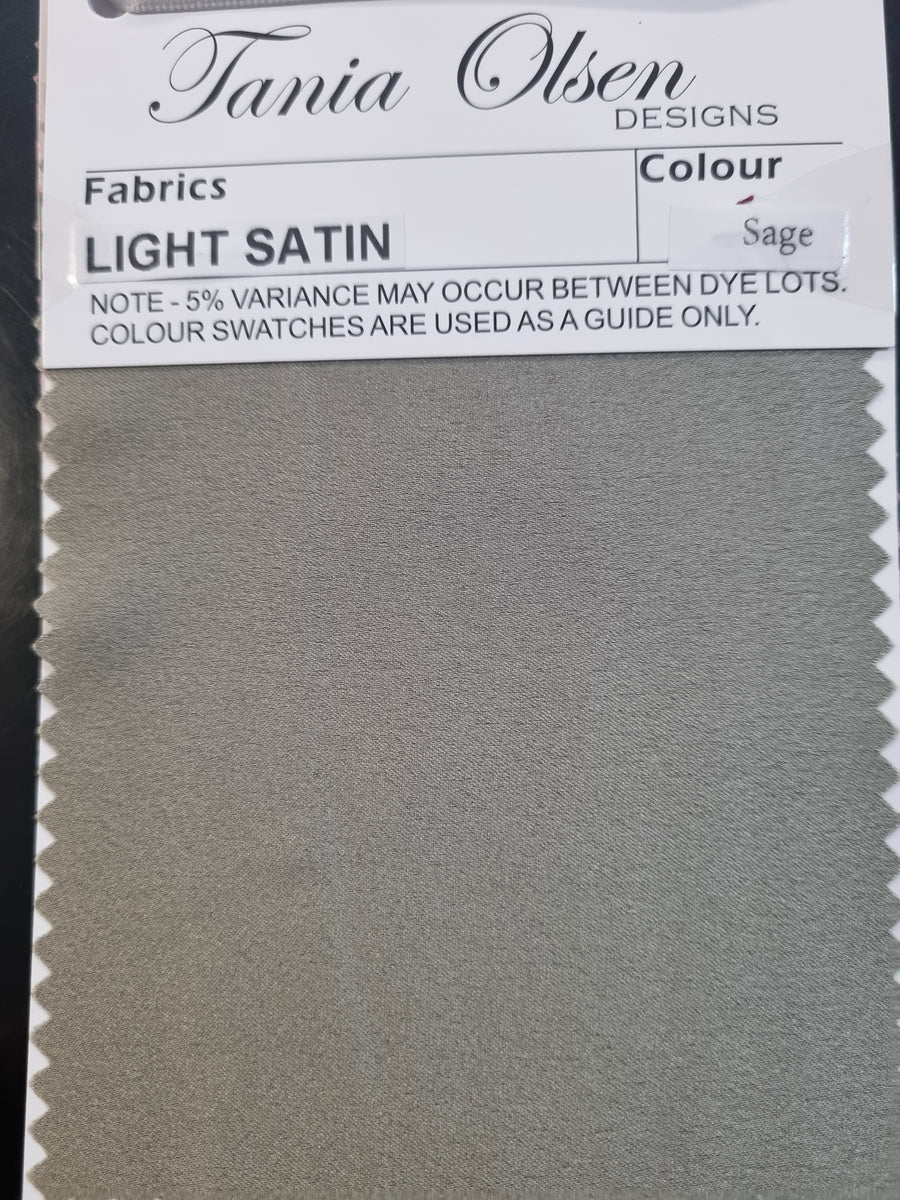 Tania Olsen
DESIGNS
Fabrics
Colour
LIGHT SATIN
Sage
NOTE - 5% VARIANCE MAY OCCUR BETWEEN DYE LOTS.
COLOUR SWATCHES ARE USED AS A GUIDE ONLY.